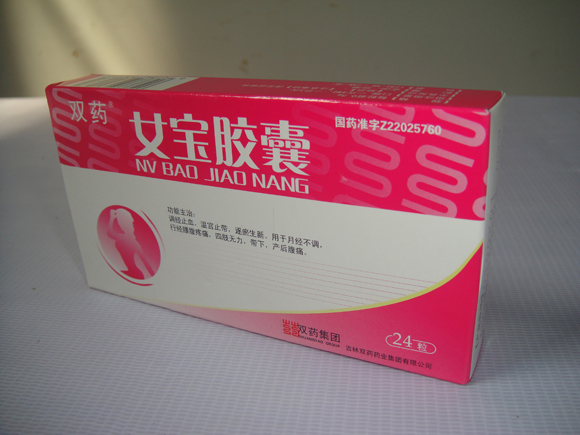 双药®
国药准字Z22025760
女宝胶囊
NV BAO JIAO NANG
功能主治：
调经止血，温宫止带，逐瘀生新，用于月经不调，
行经腰腹疼痛，四肢无力，带下，产后腹痛。
双药集团
24粒
吉林双药药业集团有限公司